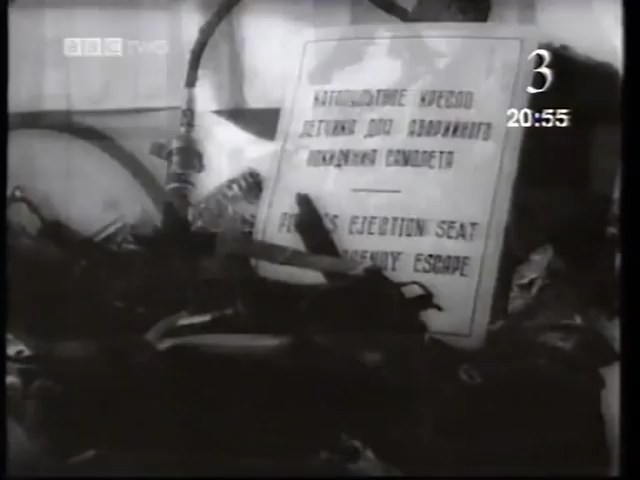 BBC TWO
3
20:55
КАТАПУЛЬТНОЕ КРЕСЛО
ЛЕТЧИКА ДЛЯ АВАРИЙНОГО
ПОКИДАНИЯ САМОЛЕТА
EJECTION SEAT
ESCAPE